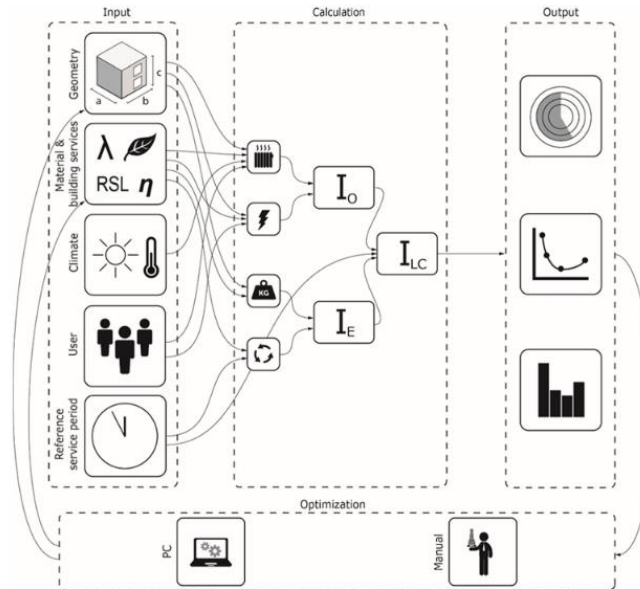 Input
Calculation
Output
Geometry
a
b
c
Material &
building services
λ
RSL
η
Climate
User
Reference
service period
KG
I_O
I_E
I_LC
Optimization
PC
Manual